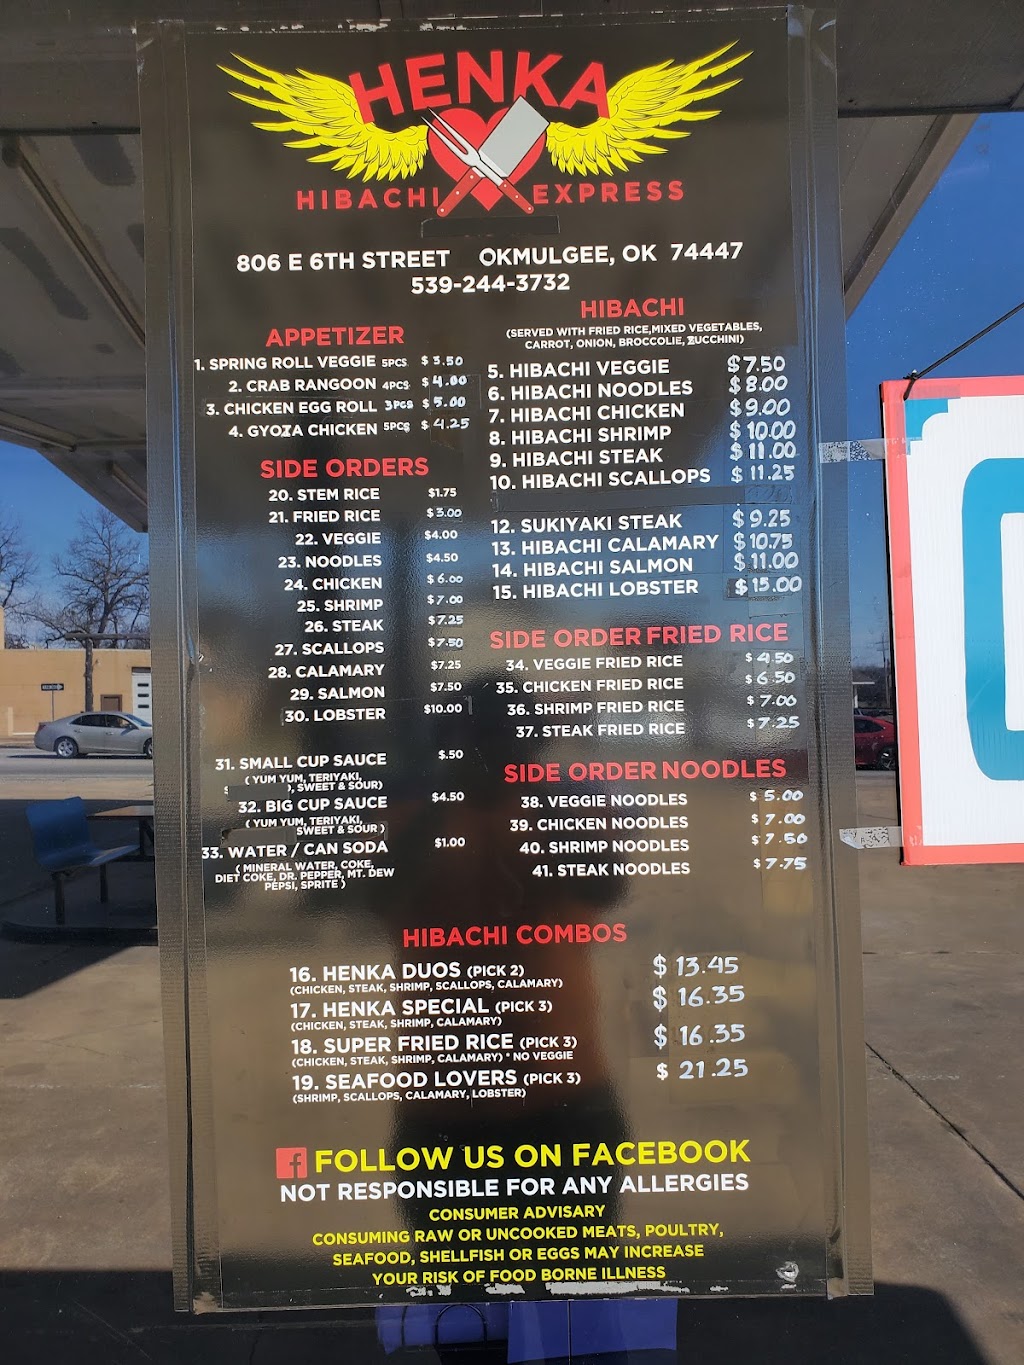 HENKA
HIBACHI EXPRESS
806 E 6TH STREET OKMULGEE, OK 74447
539-244-3732
APPETIZER
1. SPRING ROLL VEGGIE 5PCS $3.50
2. CRAB RANGOON 4PCS $4.00
3. CHICKEN EGG ROLL 3PCS $5.00
4. GYOZA CHICKEN 5PCS $4.25
SIDE ORDERS
20. STEM RICE $1.75
21. FRIED RICE $3.00
22. VEGGIE $4.00
23. NOODLES $4.50
24. CHICKEN $6.00
25. SHRIMP $7.00
26. STEAK $7.25
27. SCALLOPS $7.50
28. CALAMARY $7.25
29. SALMON $7.50
30. LOBSTER $10.00
31. SMALL CUP SAUCE $.50
( YUM YUM, TERIYAKI,
, SWEET & SOUR)
32. BIG CUP SAUCE $4.50
( YUM YUM, TERIYAKI,
SWEET & SOUR )
33. WATER / CAN SODA $1.00
( MINERAL WATER, COKE,
DIET COKE, DR. PEPPER, MT. DEW
PEPSI, SPRITE )
HIBACHI
(SERVED WITH FRIED RICE,MIXED VEGETABLES,
CARROT, ONION, BROCCOLIE, ZUCCHINI)
5. HIBACHI VEGGIE $7.50
6. HIBACHI NOODLES $8.00
7. HIBACHI CHICKEN $9.00
8. HIBACHI SHRIMP $10.00
9. HIBACHI STEAK $11.00
10. HIBACHI SCALLOPS $11.25
12. SUKIYAKI STEAK $9.25
13. HIBACHI CALAMARY $10.75
14. HIBACHI SALMON $11.00
15. HIBACHI LOBSTER $15.00
SIDE ORDER FRIED RICE
34. VEGGIE FRIED RICE $4.50
35. CHICKEN FRIED RICE $6.50
36. SHRIMP FRIED RICE $7.00
37. STEAK FRIED RICE $7.25
SIDE ORDER NOODLES
38. VEGGIE NOODLES $5.00
39. CHICKEN NOODLES $7.00
40. SHRIMP NOODLES $7.50
41. STEAK NOODLES $7.75
HIBACHI COMBOS
16. HENKA DUOS (PICK 2) $13.45
(CHICKEN, STEAK, SHRIMP, SCALLOPS, CALAMARY)
17. HENKA SPECIAL (PICK 3) $16.35
(CHICKEN, STEAK, SHRIMP, CALAMARY)
18. SUPER FRIED RICE (PICK 3) $16.35
(CHICKEN, STEAK, SHRIMP, CALAMARY) * NO VEGGIE
19. SEAFOOD LOVERS (PICK 3) $21.25
(SHRIMP, SCALLOPS, CALAMARY, LOBSTER)
f FOLLOW US ON FACEBOOK
NOT RESPONSIBLE FOR ANY ALLERGIES
CONSUMER ADVISARY
CONSUMING RAW OR UNCOOKED MEATS, POULTRY,
SEAFOOD, SHELLFISH OR EGGS MAY INCREASE
YOUR RISK OF FOOD BORNE ILLNESS